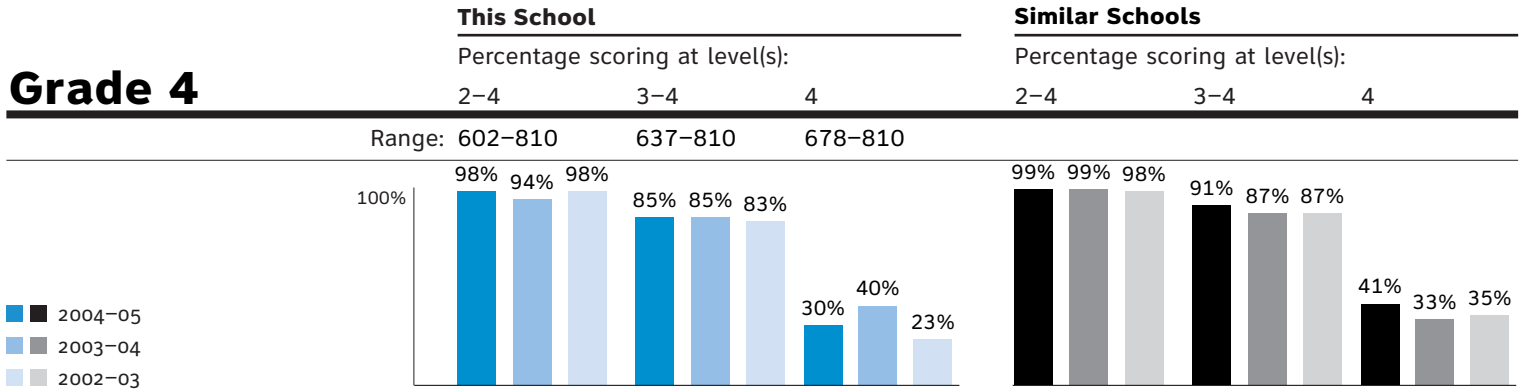 This School Similar Schools
Percentage scoring at level(s): Percentage scoring at level(s):
Grade 4 2–4 3–4 4 2–4 3–4 4
Range: 602–810 637–810 678–810
98% 94% 98% 85% 85% 83% 30% 40% 23% 99% 99% 98% 91% 87% 87% 41% 33% 35%
100%
2004–05
2003–04
2002–03